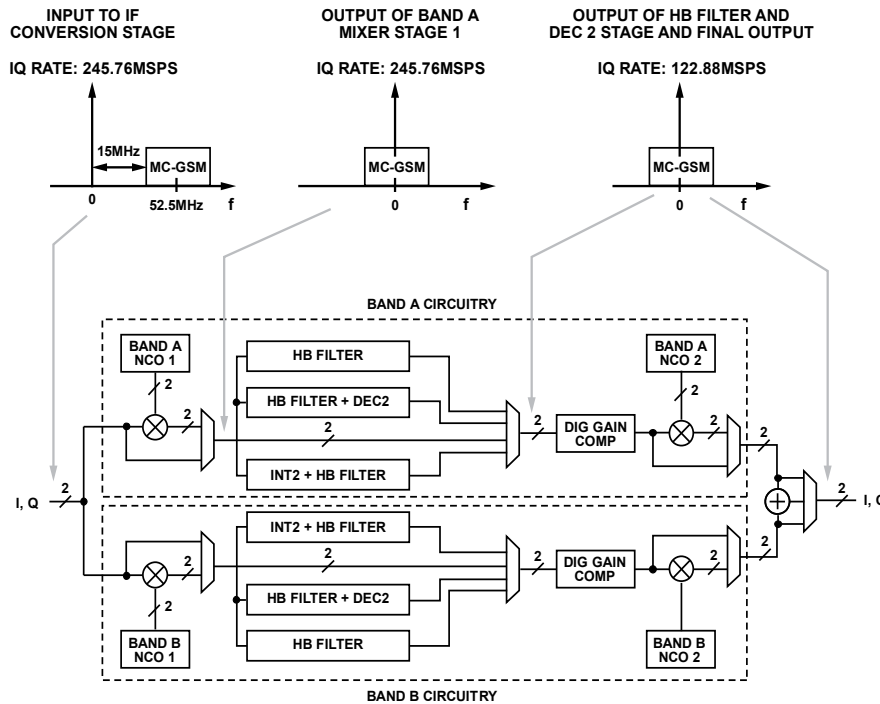 INPUT TO IF
CONVERSION STAGE
IQ RATE: 245.76MSPS
15MHz
MC-GSM
0
52.5MHz
f
OUTPUT OF BAND A
MIXER STAGE 1
IQ RATE: 245.76MSPS
MC-GSM
0
f
OUTPUT OF HB FILTER AND
DEC 2 STAGE AND FINAL OUTPUT
IQ RATE: 122.88MSPS
MC-GSM
0
f
BAND A CIRCUITRY
BAND A
NCO 1
2
2
HB FILTER
HB FILTER + DEC2
2
INT2 + HB FILTER
2
DIG GAIN
COMP
BAND A
NCO 2
2
2
2
I, Q
2
2
I, Q
INT2 + HB FILTER
2
HB FILTER + DEC2
HB FILTER
2
2
BAND B
NCO 1
2
DIG GAIN
COMP
2
2
BAND B
NCO 2
BAND B CIRCUITRY